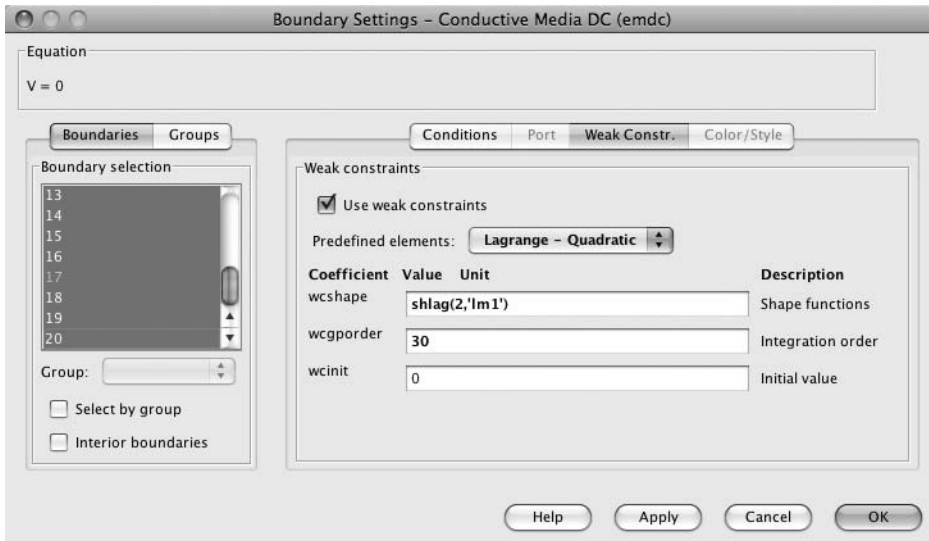 Boundary Settings – Conductive Media DC (emdc)
Equation
V = 0
Boundaries Groups
Boundary selection
13
14
15
16
17
18
19
20
Group:
Select by group
Interior boundaries
Conditions Port Weak Constr. Color/Style
Weak constraints
Use weak constraints
Predefined elements: Lagrange – Quadratic
Coefficient Value Unit Description
wcshape shlag(2,'lm1') Shape functions
wcgporder 30 Integration order
wcinit 0 Initial value
Help Apply Cancel OK